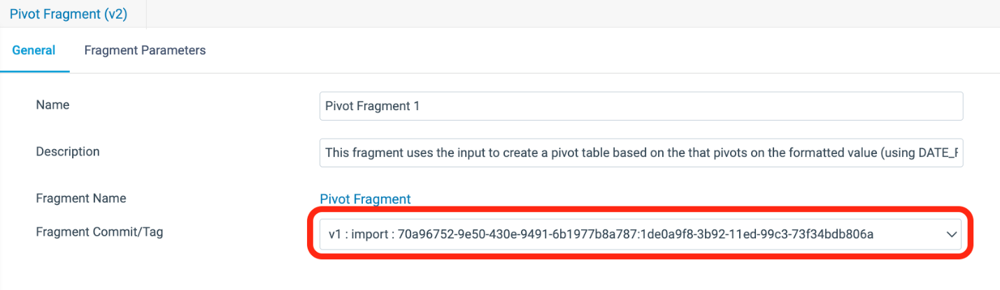 Pivot Fragment (v2)
General Fragment Parameters
Name Pivot Fragment 1
Description This fragment uses the input to create a pivot table based on the that pivots on the formatted value (using DATE_F
Fragment Name Pivot Fragment
Fragment Commit/Tag v1 : import : 70a96752-9e50-430e-9491-6b1977b8a787:1de0a9f8-3b92-11ed-99c3-73f34bdb806a